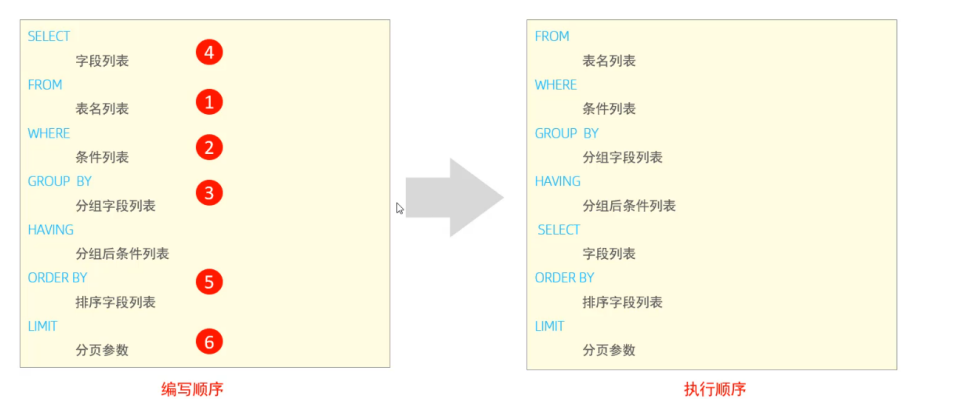 SELECT
字段列表
4
FROM
表名列表
1
WHERE
条件列表
2
GROUP BY
分组字段列表
3
HAVING
分组后条件列表
ORDER BY
排序字段列表
5
LIMIT
分页参数
6
编写顺序
FROM
表名列表
WHERE
条件列表
GROUP BY
分组字段列表
HAVING
分组后条件列表
SELECT
字段列表
ORDER BY
排序字段列表
LIMIT
分页参数
执行顺序